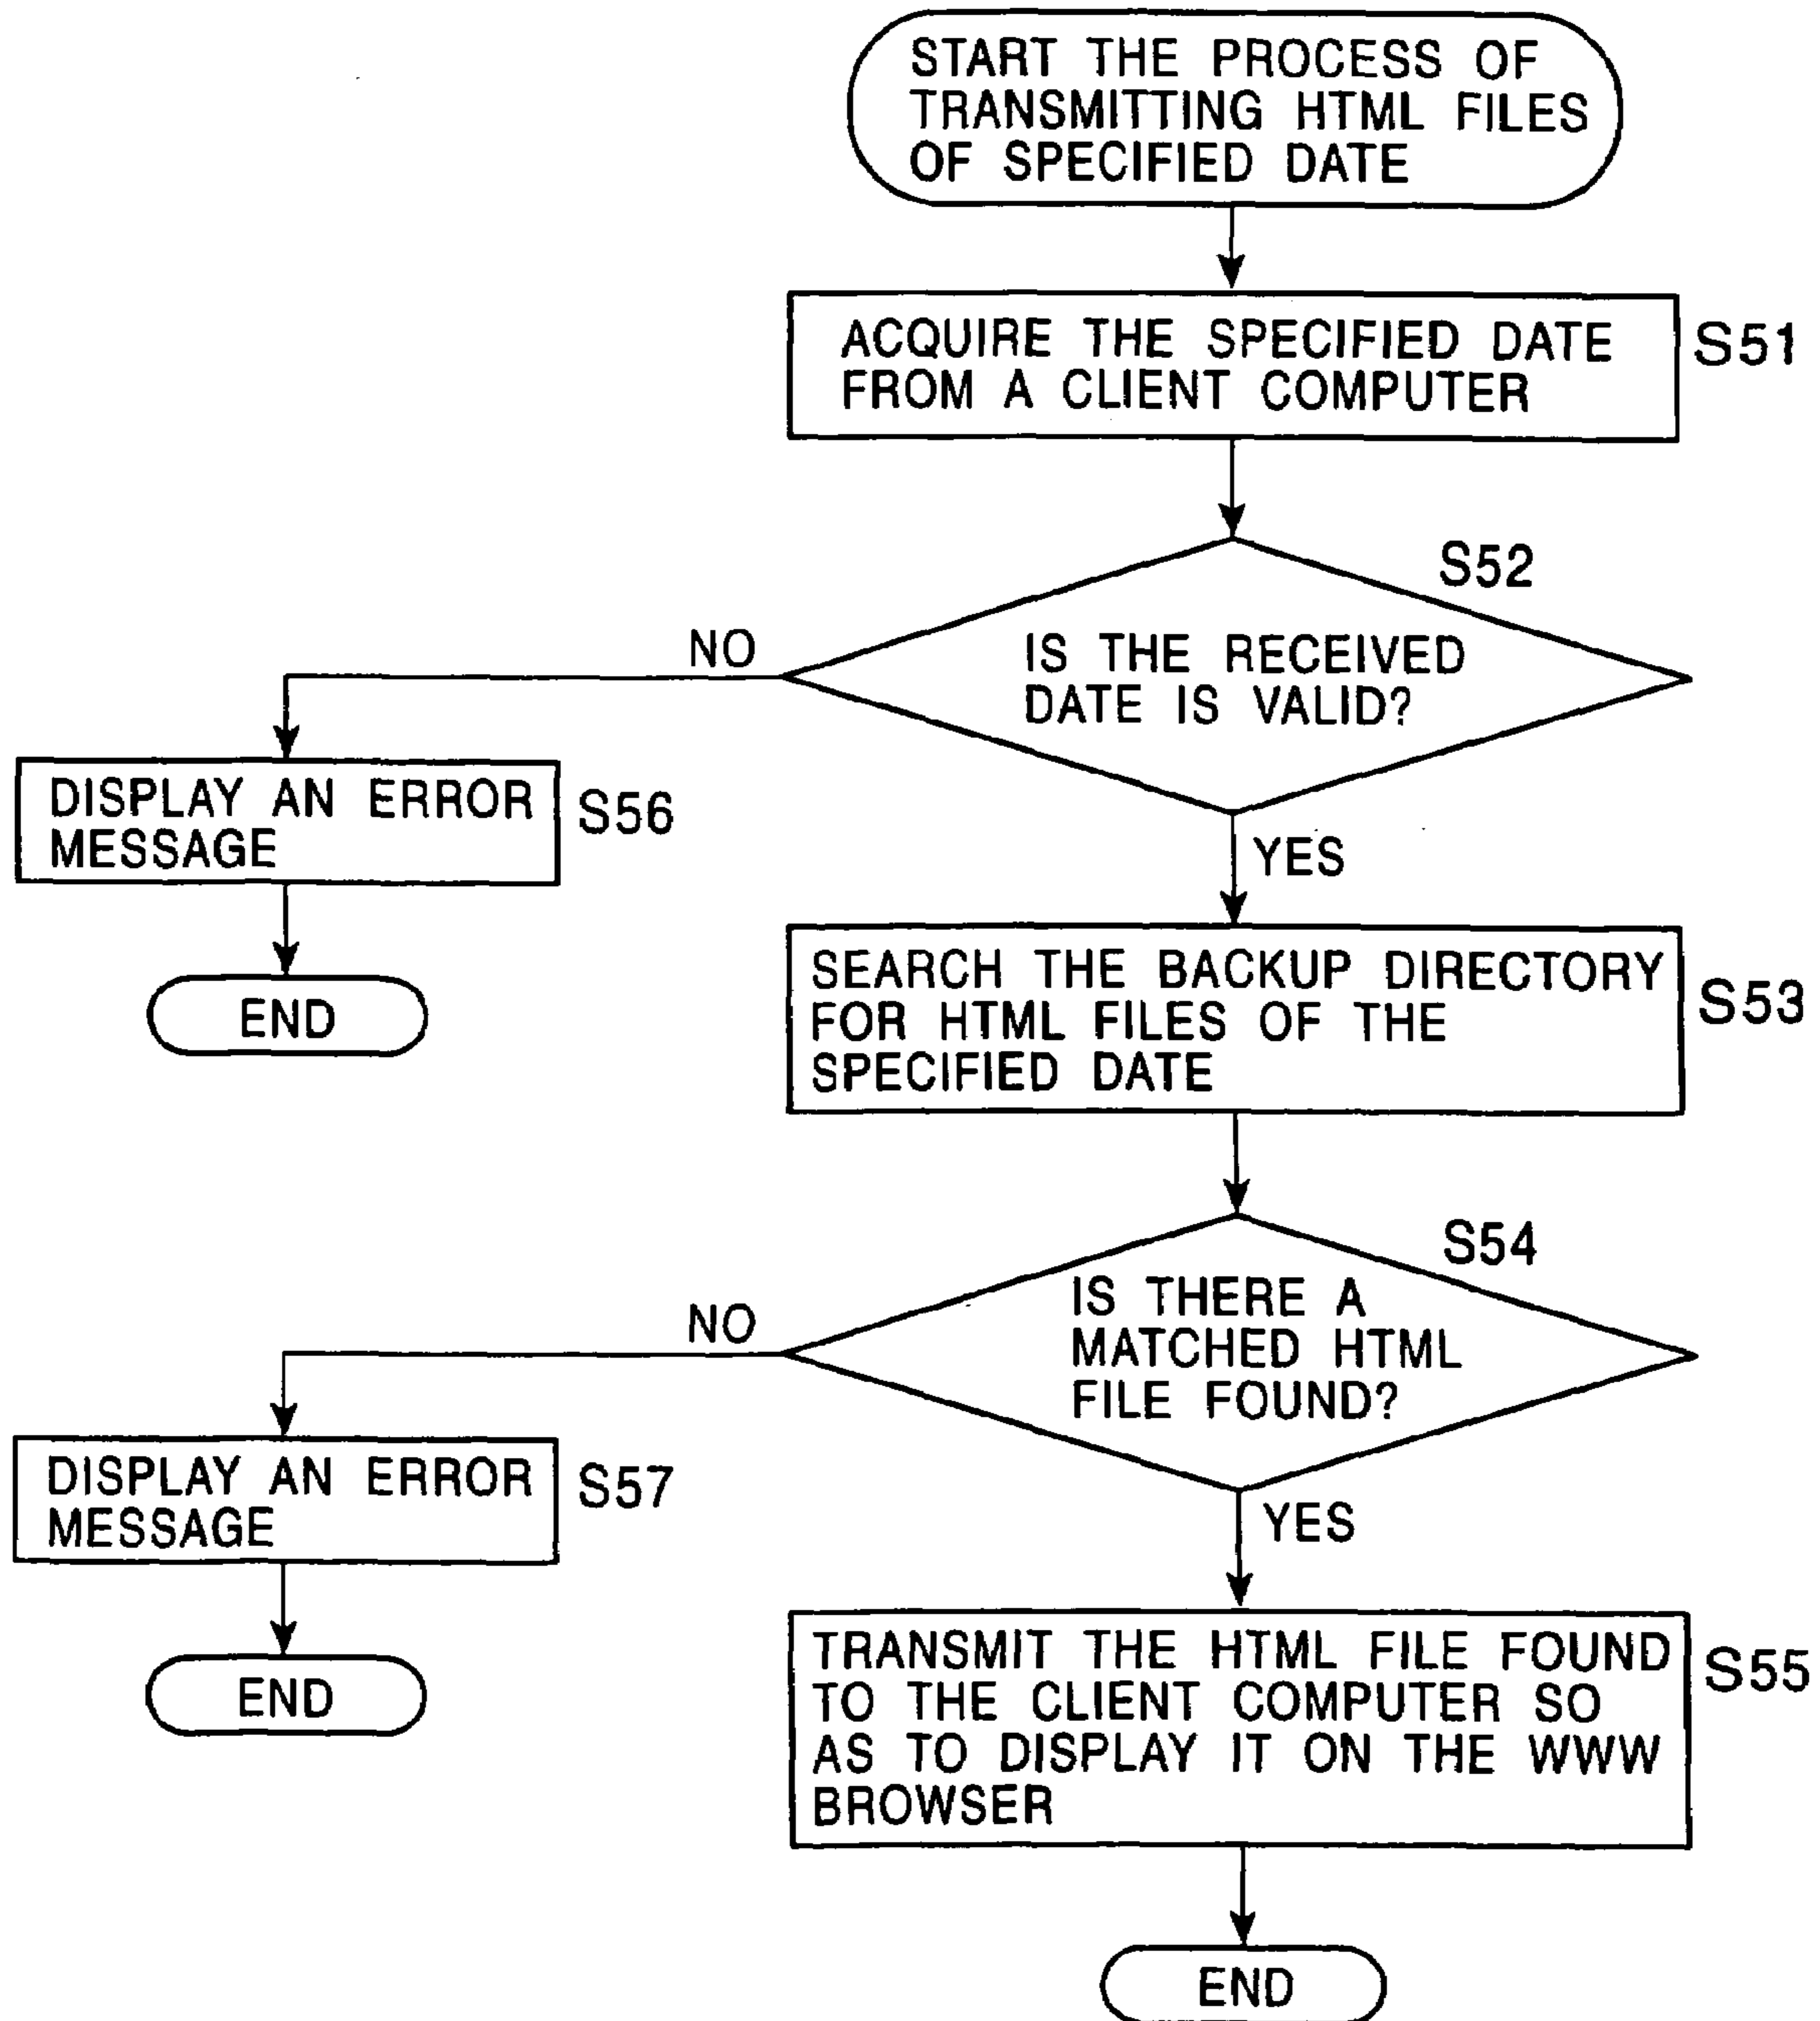 START THE PROCESS OF
TRANSMITTING HTML FILES
OF SPECIFIED DATE
ACQUIRE THE SPECIFIED DATE
FROM A CLIENT COMPUTER
S51
S52
IS THE RECEIVED
DATE IS VALID?
NO
YES
DISPLAY AN ERROR
MESSAGE
S56
END
SEARCH THE BACKUP DIRECTORY
FOR HTML FILES OF THE
SPECIFIED DATE
S53
S54
IS THERE A
MATCHED HTML
FILE FOUND?
NO
YES
DISPLAY AN ERROR
MESSAGE
S57
END
TRANSMIT THE HTML FILE FOUND
TO THE CLIENT COMPUTER SO
AS TO DISPLAY IT ON THE WWW
BROWSER
S55
END